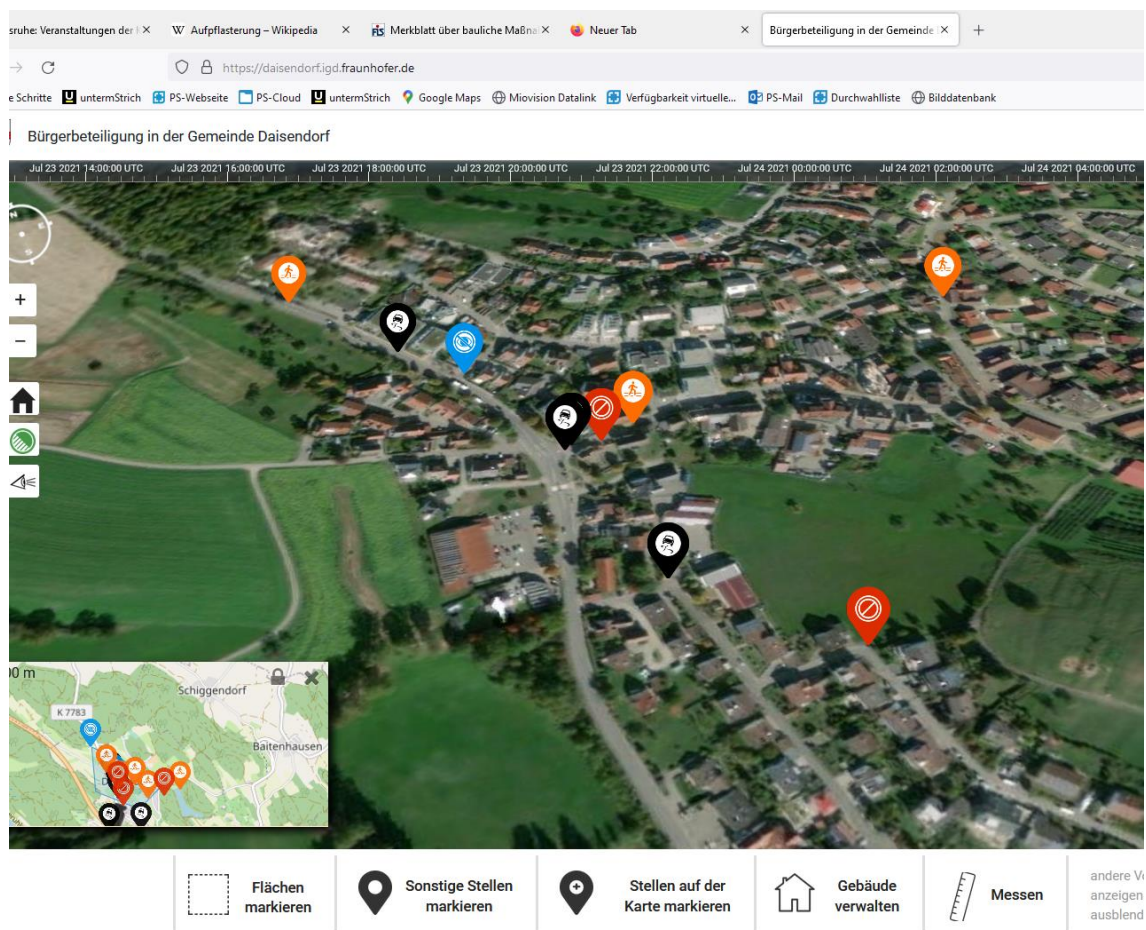 sruhe: Veranstaltungen der
Aufpflasterung – Wikipedia
FIS Merkblatt über bauliche Maßna
Neuer Tab
Bürgerbeteiligung in der Gemeinde
https://daisendorf.igd.fraunhofer.de
e Schritte
untermStrich
PS-Webseite
PS-Cloud
untermStrich
Google Maps
Miovision Datalink
Verfügbarkeit virtuelle...
PS-Mail
Durchwahlliste
Bilddatenbank
Bürgerbeteiligung in der Gemeinde Daisendorf
Jul 23 2021 14:00:00 UTC
Jul 23 2021 16:00:00 UTC
Jul 23 2021 18:00:00 UTC
Jul 23 2021 20:00:00 UTC
Jul 23 2021 22:00:00 UTC
Jul 24 2021 00:00:00 UTC
Jul 24 2021 02:00:00 UTC
Jul 24 2021 04:00:00 UTC
N
E
S
+
−
00 m
Schiggendorf
K 7783
Baitenhausen
D
Flächen
markieren
Sonstige Stellen
markieren
Stellen auf der
Karte markieren
Gebäude
verwalten
Messen
andere Vo
anzeigen
ausblend